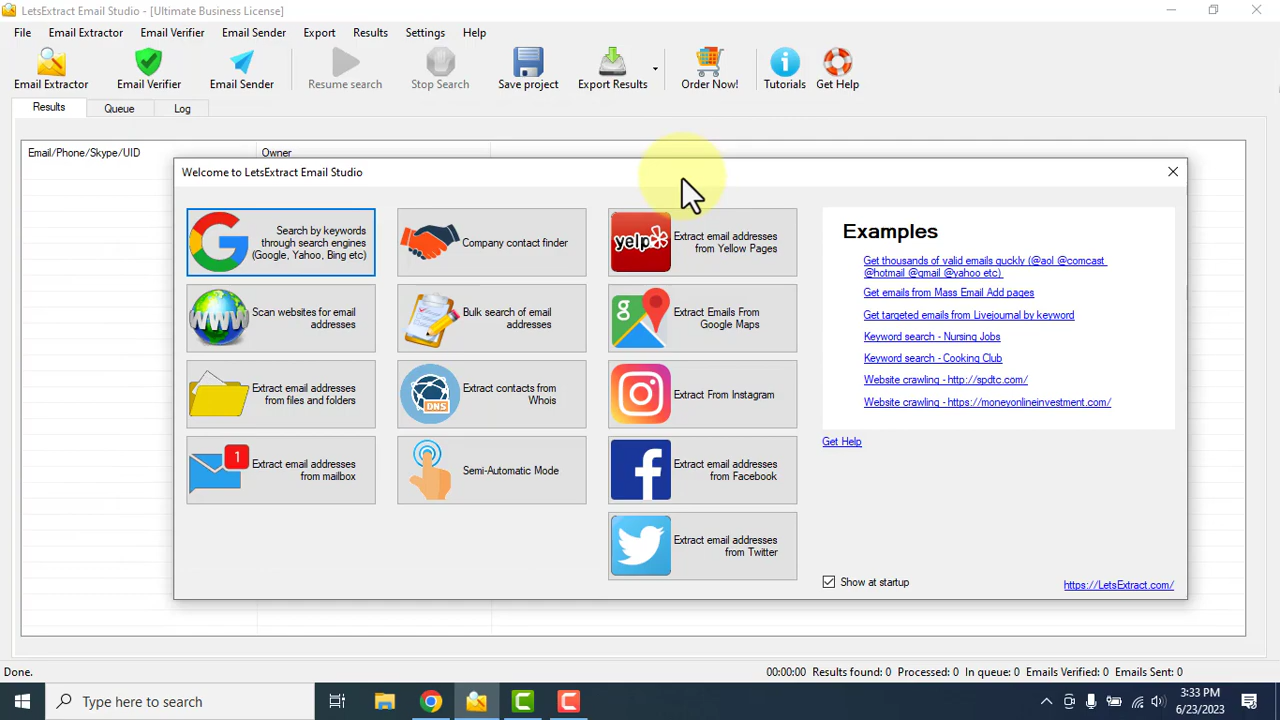 LetsExtract Email Studio - [Ultimate Business License]
File Email Extractor Email Verifier Email Sender Export Results Settings Help
Email Extractor Email Verifier Email Sender Resume search Stop Search Save project Export Results Order Now! Tutorials Get Help
Results Queue Log
Email/Phone/Skype/UID Owner
Welcome to LetsExtract Email Studio
Search by keywords
through search engines
(Google, Yahoo, Bing etc)
Company contact finder
yelp
Extract email addresses
from Yellow Pages
WWW
Scan websites for email
addresses
Bulk search of email
addresses
g
Extract Emails From
Google Maps
Extract email addresses
from files and folders
DNS
Extract contacts from
Whois
Extract From Instagram
1
Extract email addresses
from mailbox
Semi-Automatic Mode
f
Extract email addresses
from Facebook
Extract email addresses
from Twitter
Examples
Get thousands of valid emails quckly (@aol @comcast
@hotmail @gmail @yahoo etc)
Get emails from Mass Email Add pages
Get targeted emails from Livejournal by keyword
Keyword search - Nursing Jobs
Keyword search - Cooking Club
Website crawling - http://spdtc.com/
Website crawling - https://moneyonlineinvestment.com/
Get Help
Show at startup
https://LetsExtract.com/
Done. 00:00:00 Results found: 0 Processed: 0 In queue: 0 Emails Verified: 0 Emails Sent: 0
Type here to search
3:33 PM
6/23/2023